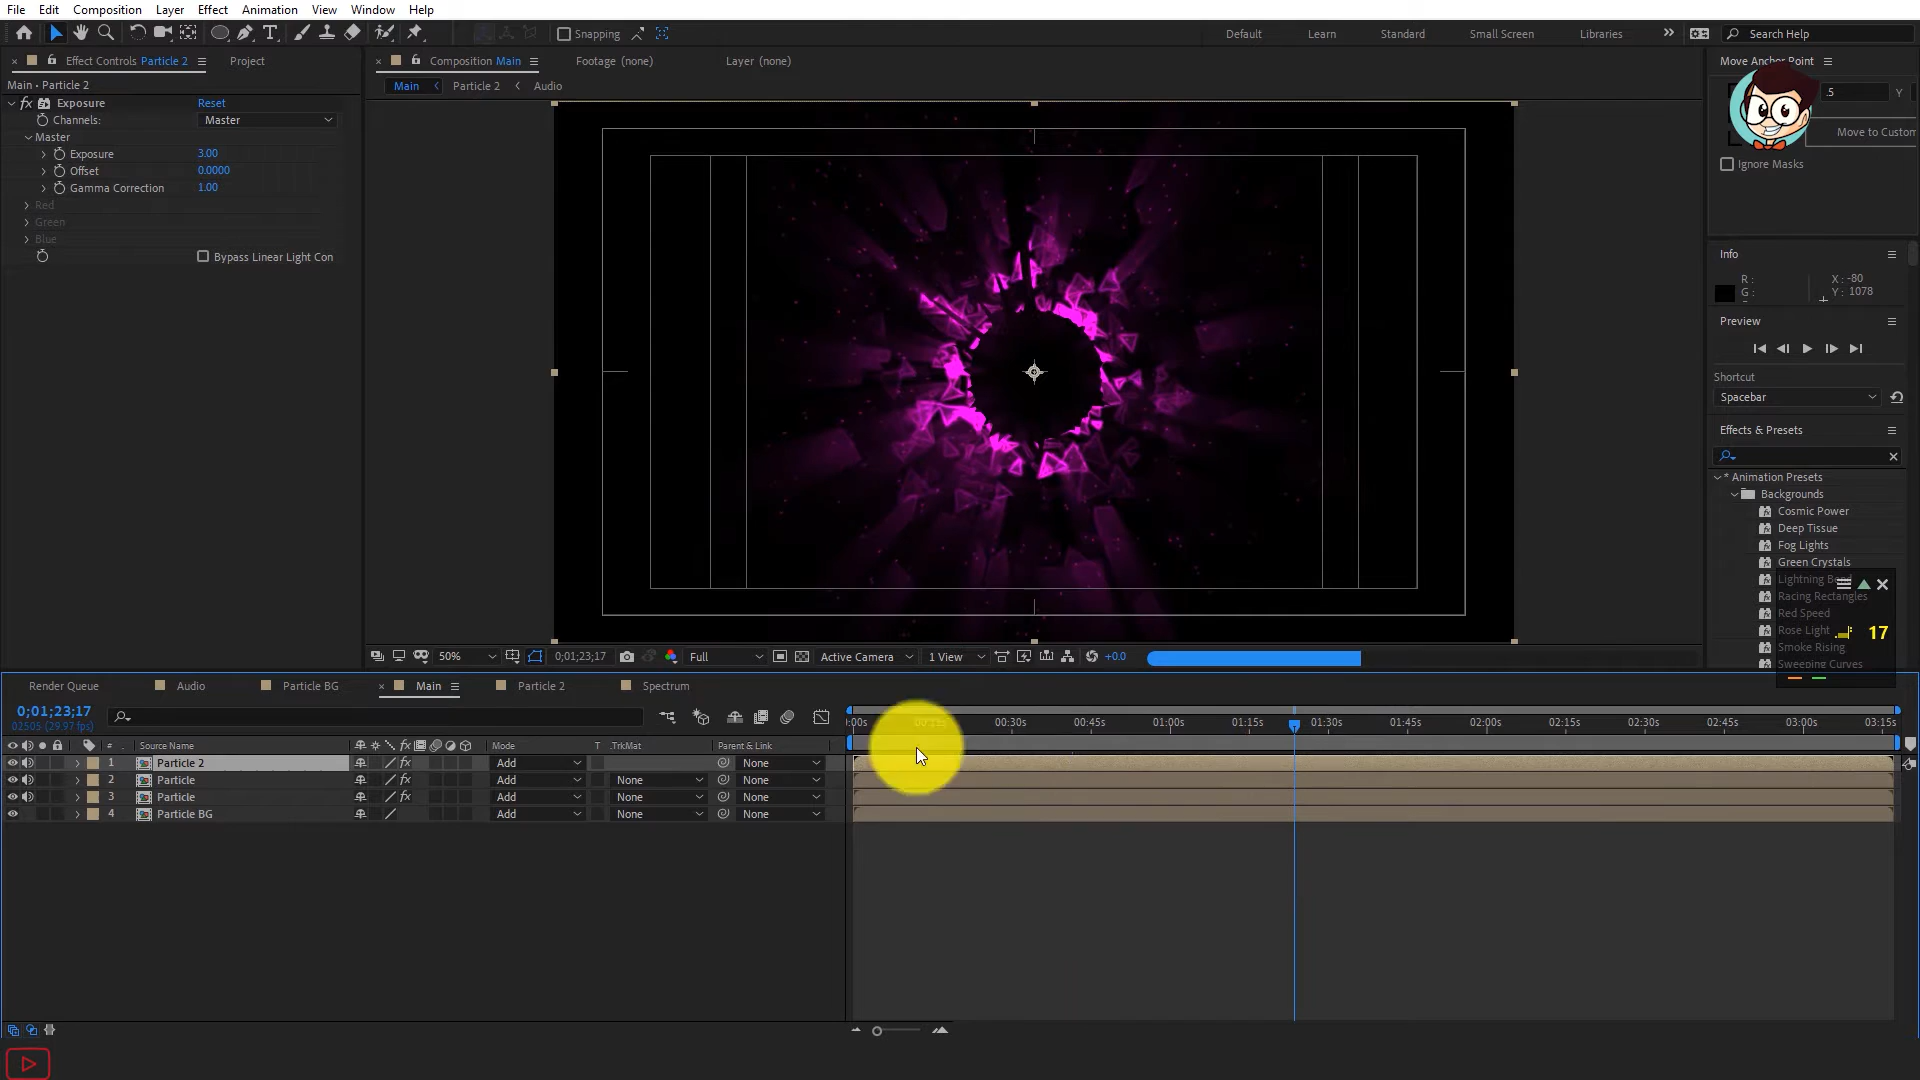 File Edit Composition Layer Effect Animation View Window Help
Snapping Default Learn Standard Small Screen Libraries Search Help
Effect Controls Particle 2 Project
Composition Main Footage (none) Layer (none)
Move Anchor Point
Main • Particle 2
Main Particle 2 Audio
.5 Y
fx Exposure Reset
Channels: Master
Move to Custom
Master
Exposure 3.00
Ignore Masks
Offset 0.0000
Gamma Correction 1.00
Red
Green
Blue
Bypass Linear Light Con
Info
R :
G :
X : -80
Y : 1078
Preview
Shortcut
Spacebar
Effects & Presets
* Animation Presets
Backgrounds
Cosmic Power
Deep Tissue
Fog Lights
Green Crystals
Racing Rectangles
Red Speed
Rose Light
17
Smoke Rising
Sweeping Curves
50% 0;01;23;17 Full Active Camera 1 View +0.0
Render Queue Audio Particle BG Main Particle 2 Spectrum
0;01;23;17
02505 (29.97 fps)
00:30s 00:45s 01:00s 01:15s 01:30s 01:45s 02:00s 02:15s 02:30s 02:45s 03:00s 03:15s
# Source Name fx Mode T .TrkMat Parent & Link
1 Particle 2 fx Add None
2 Particle fx Add None None
3 Particle fx Add None None
4 Particle BG Add None None